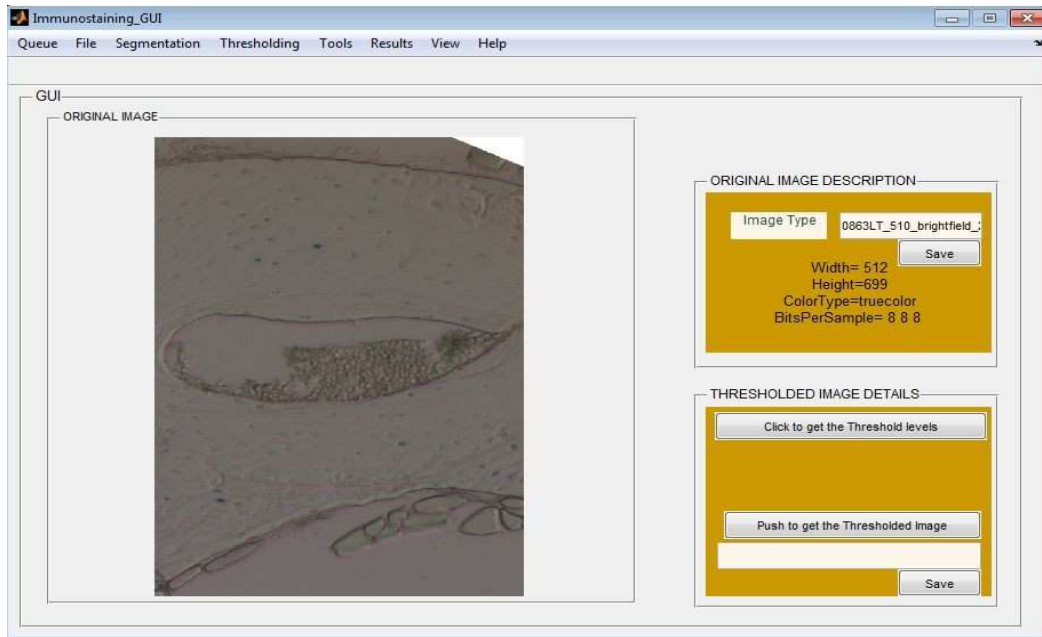 Immunostaining_GUI
Queue File Segmentation Thresholding Tools Results View Help
GUI
ORIGINAL IMAGE
ORIGINAL IMAGE DESCRIPTION
Image Type
0863LT_510_brightfield_
Save
Width= 512
Height=699
ColorType=truecolor
BitsPerSample= 8 8 8
THRESHOLDED IMAGE DETAILS
Click to get the Threshold levels
Push to get the Thresholded Image
Save